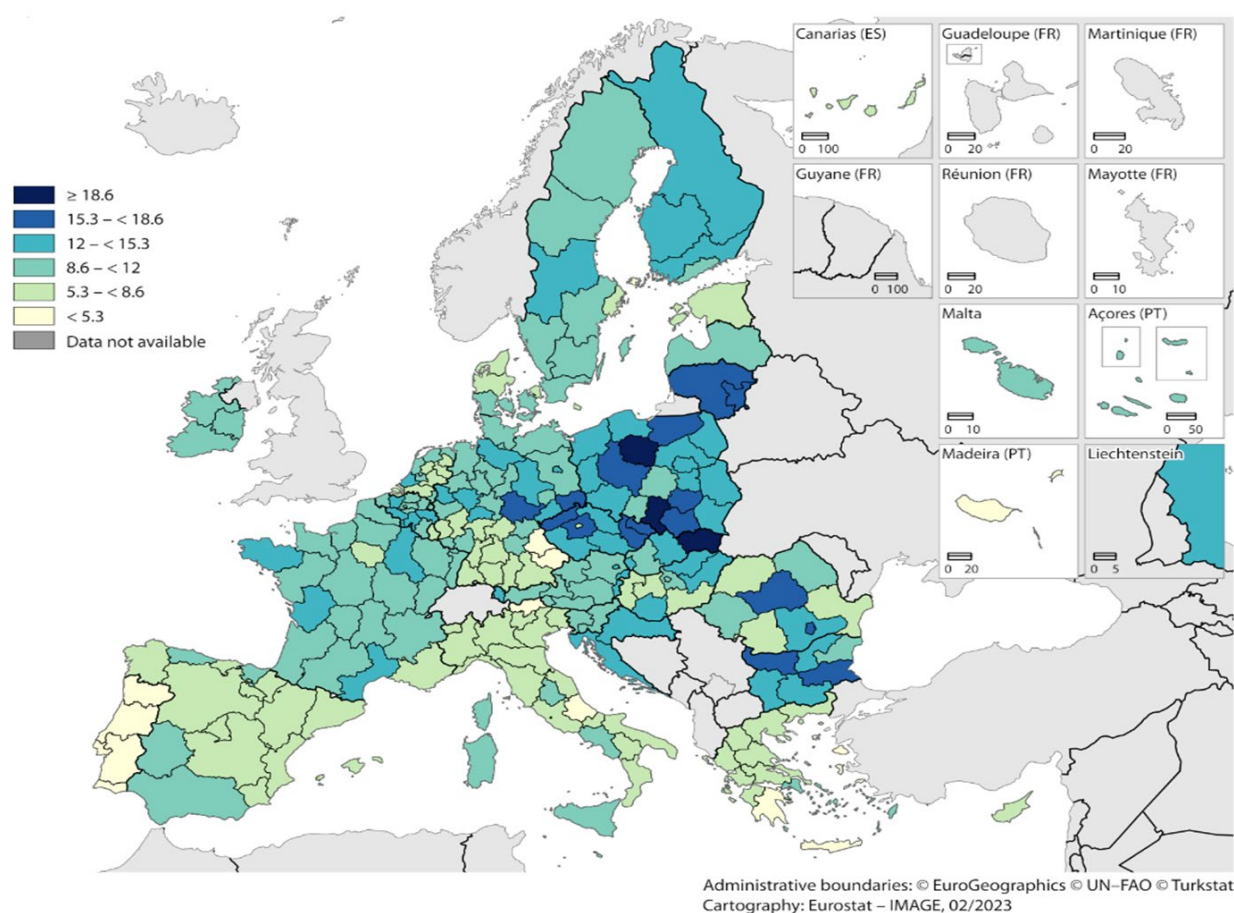 Canarias (ES)
0 100
Guadeloupe (FR)
0 20
Martinique (FR)
0 20
Guyane (FR)
0 100
Réunion (FR)
0 20
Mayotte (FR)
0 10
Malta
0 10
Açores (PT)
0 50
Madeira (PT)
0 20
Liechtenstein
0 5
≥ 18.6
15.3 – < 18.6
12 – < 15.3
8.6 – < 12
5.3 – < 8.6
< 5.3
Data not available
Administrative boundaries: © EuroGeographics © UN–FAO © Turkstat
Cartography: Eurostat – IMAGE, 02/2023